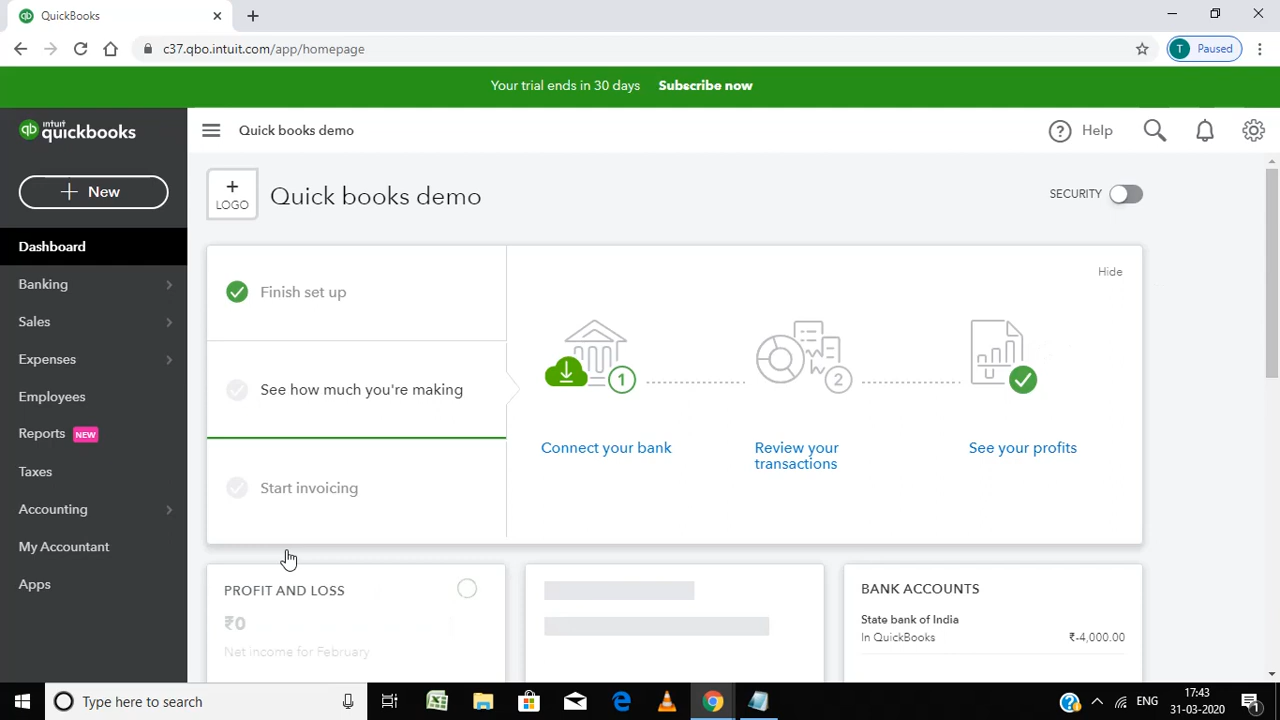 QuickBooks
c37.qbo.intuit.com/app/homepage
T Paused
Your trial ends in 30 days Subscribe now
qb intuit quickbooks
Quick books demo
Help
+ New
+ LOGO
Quick books demo
SECURITY
Dashboard
Banking
Sales
Expenses
Employees
Reports NEW
Taxes
Accounting
My Accountant
Apps
Hide
Finish set up
See how much you're making
Start invoicing
1
2
Connect your bank
Review your
transactions
See your profits
PROFIT AND LOSS
₹0
Net income for February
BANK ACCOUNTS
State bank of India
In QuickBooks ₹-4,000.00
Type here to search
ENG
17:43
31-03-2020
1